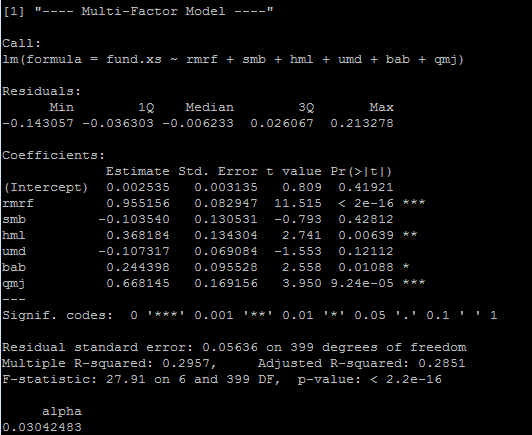 [1] "---- Multi-Factor Model ----"
Call:
lm(formula = fund.xs ~ rmrf + smb + hml + umd + bab + qmj)
Residuals:
Min 1Q Median 3Q Max
-0.143057 -0.036303 -0.006233 0.026067 0.213278
Coefficients:
Estimate Std. Error t value Pr(>|t|)
(Intercept) 0.002535 0.003135 0.809 0.41921
rmrf 0.955156 0.082947 11.515 < 2e-16 ***
smb -0.103540 0.130531 -0.793 0.42812
hml 0.368184 0.134304 2.741 0.00639 **
umd -0.107317 0.069084 -1.553 0.12112
bab 0.244398 0.095528 2.558 0.01088 *
qmj 0.668145 0.169156 3.950 9.24e-05 ***
---
Signif. codes: 0 '***' 0.001 '**' 0.01 '*' 0.05 '.' 0.1 ' ' 1
Residual standard error: 0.05636 on 399 degrees of freedom
Multiple R-squared: 0.2957, Adjusted R-squared: 0.2851
F-statistic: 27.91 on 6 and 399 DF, p-value: < 2.2e-16
alpha
0.03042483